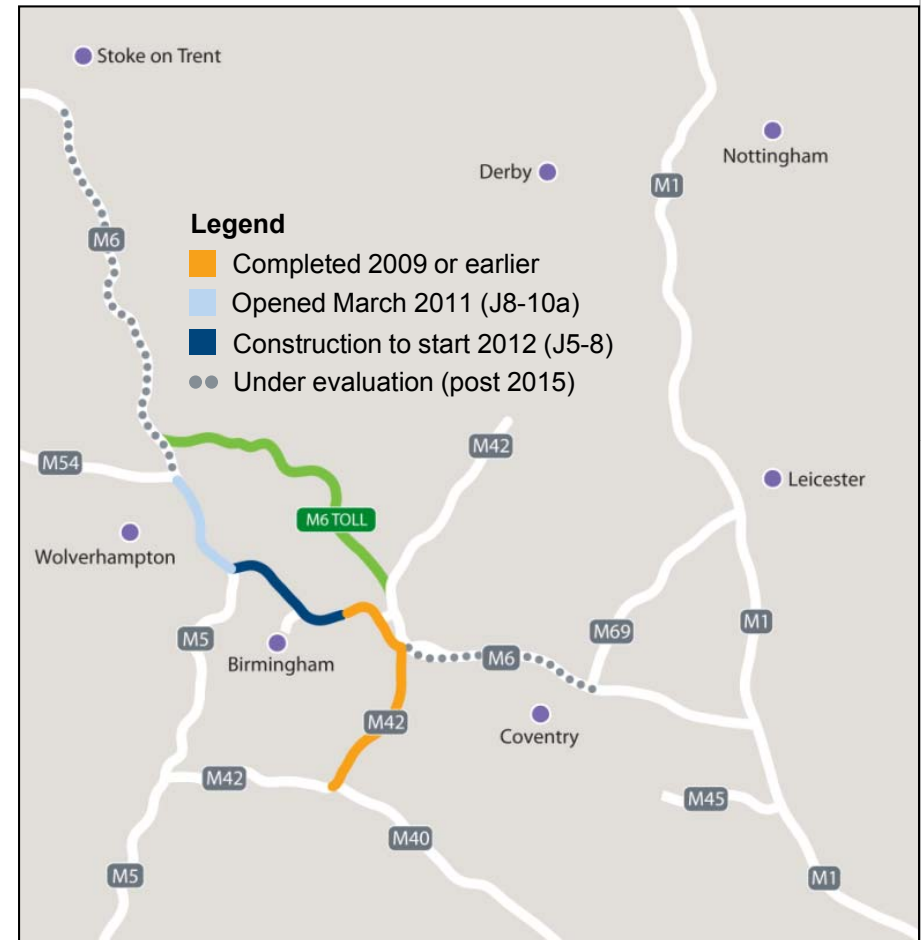 Stoke on Trent
Nottingham
Derby
M1
Legend
M6
Completed 2009 or earlier
Opened March 2011 (J8-10a)
Construction to start 2012 (J5-8)
Under evaluation (post 2015)
M42
M54
Leicester
M6 TOLL
Wolverhampton
M5
M69
M1
Birmingham
M6
M42
Coventry
M42
M45
M40
M5
M1